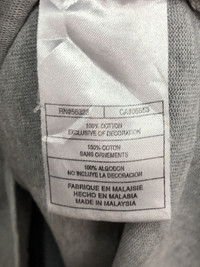 100% COTTON
EXCLUSIVE OF DECORATION
100% COTON
SANS ORNEMENTS
100% ALGODON
NO INCLUYE LA DECORACION
FABRIQUE EN MALAISIE
HECHO EN MALASIA
MADE IN MALAYSIA